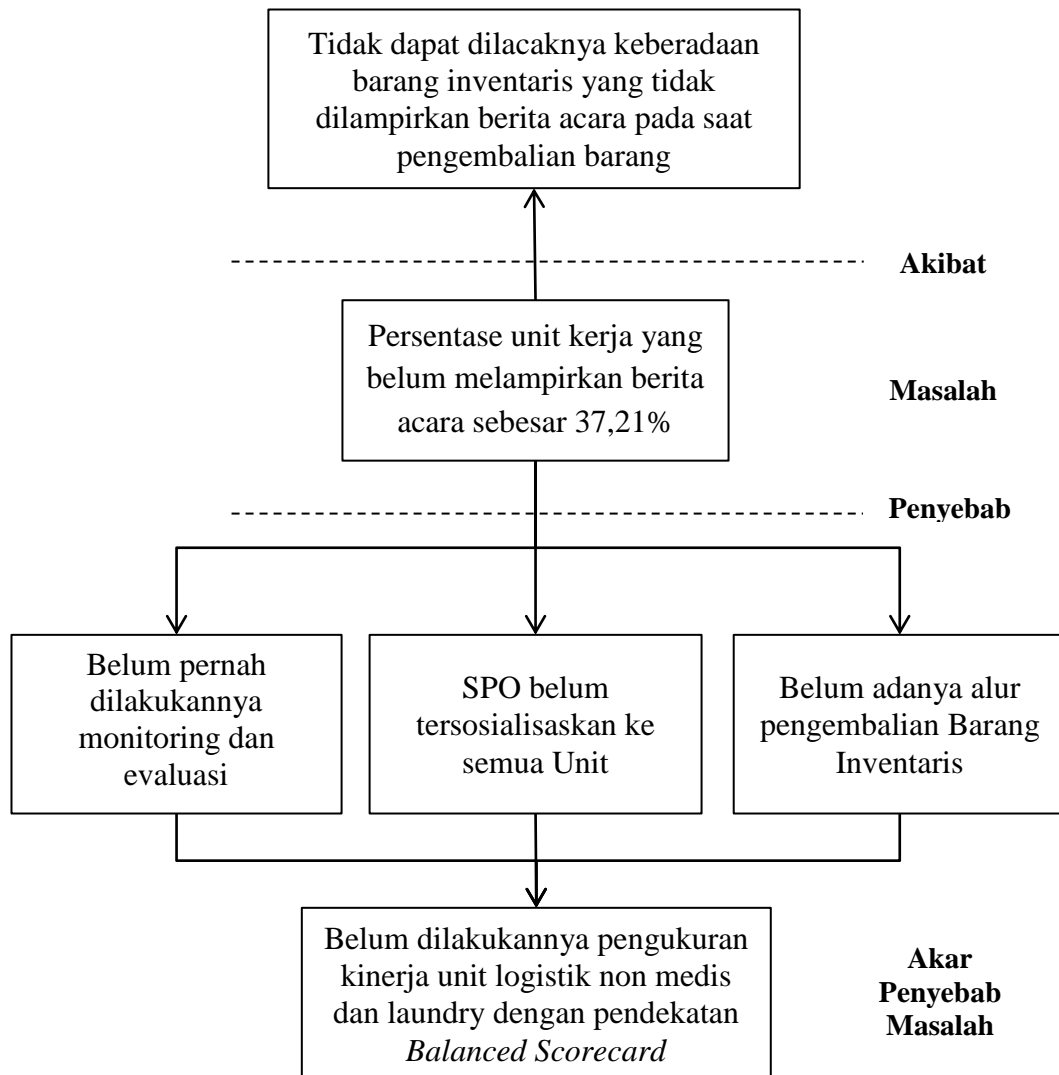 Tidak dapat dilacaknya keberadaan
barang inventaris yang tidak
dilampirkan berita acara pada saat
pengembalian barang
Akibat
Persentase unit kerja yang
belum melampirkan berita
acara sebesar 37,21%
Masalah
Penyebab
Belum pernah
dilakukannya
monitoring dan
evaluasi
SPO belum
tersosialisaskan ke
semua Unit
Belum adanya alur
pengembalian Barang
Inventaris
Belum dilakukannya pengukuran
kinerja unit logistik non medis
dan laundry dengan pendekatan
Balanced Scorecard
Akar
Penyebab
Masalah